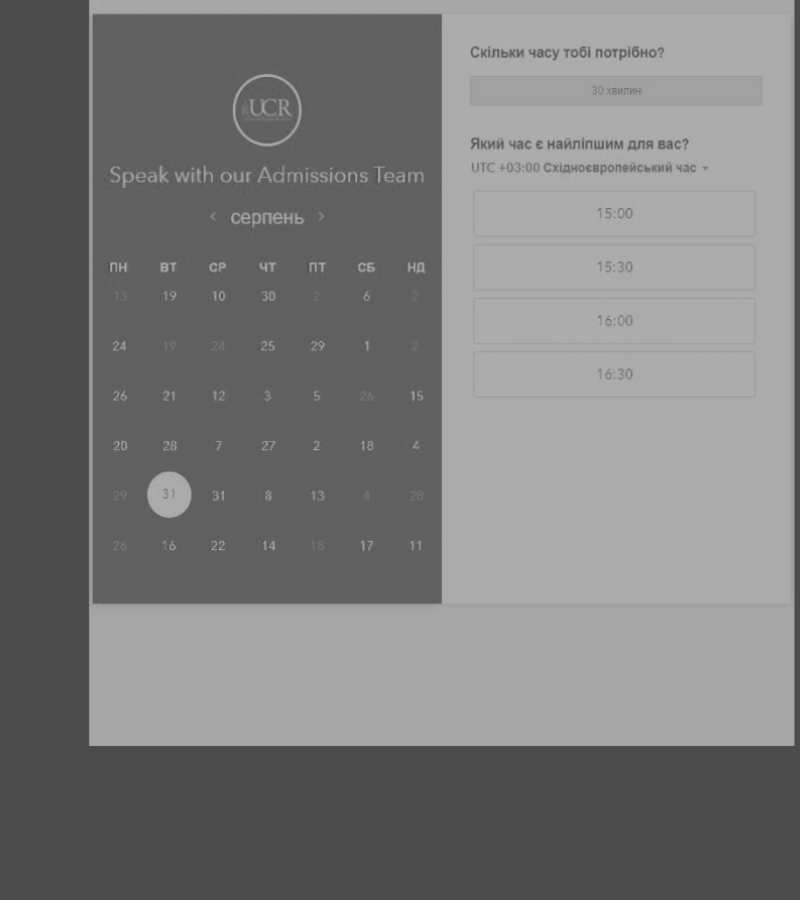 UCR
Speak with our Admissions Team
‹ серпень ›
ПН ВТ СР ЧТ ПТ СБ НД
13 19 10 30 2 6 2
24 19 24 25 29 1 2
26 21 12 3 5 26 15
20 28 7 27 2 18 4
29 31 31 8 13 4 28
26 16 22 14 18 17 11
Скільки часу тобі потрібно?
30 хвилин
Який час є найліпшим для вас?
UTC +03:00 Східноєвропейський час
15:00
15:30
16:00
16:30